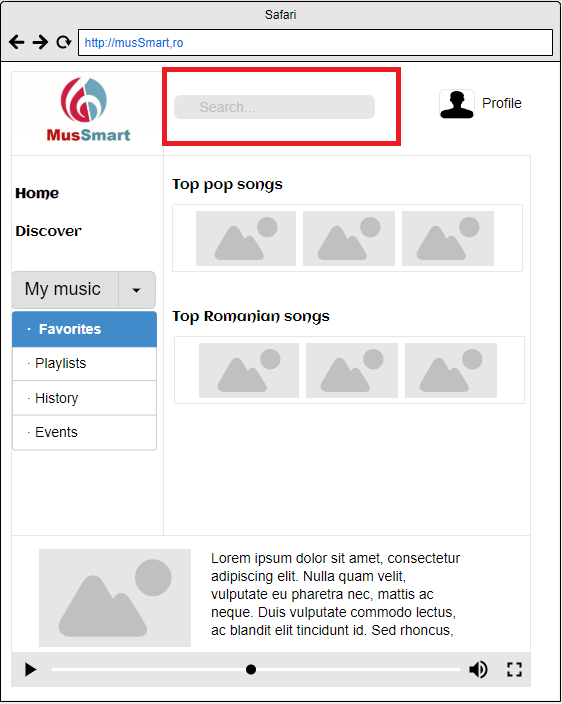 Safari
http://musSmart,ro
MusSmart
Search...
Profile
Home
Discover
My music
· Favorites
· Playlists
· History
· Events
Top pop songs
Top Romanian songs
Lorem ipsum dolor sit amet, consectetur
adipiscing elit. Nulla quam velit,
vulputate eu pharetra nec, mattis ac
neque. Duis vulputate commodo lectus,
ac blandit elit tincidunt id. Sed rhoncus,